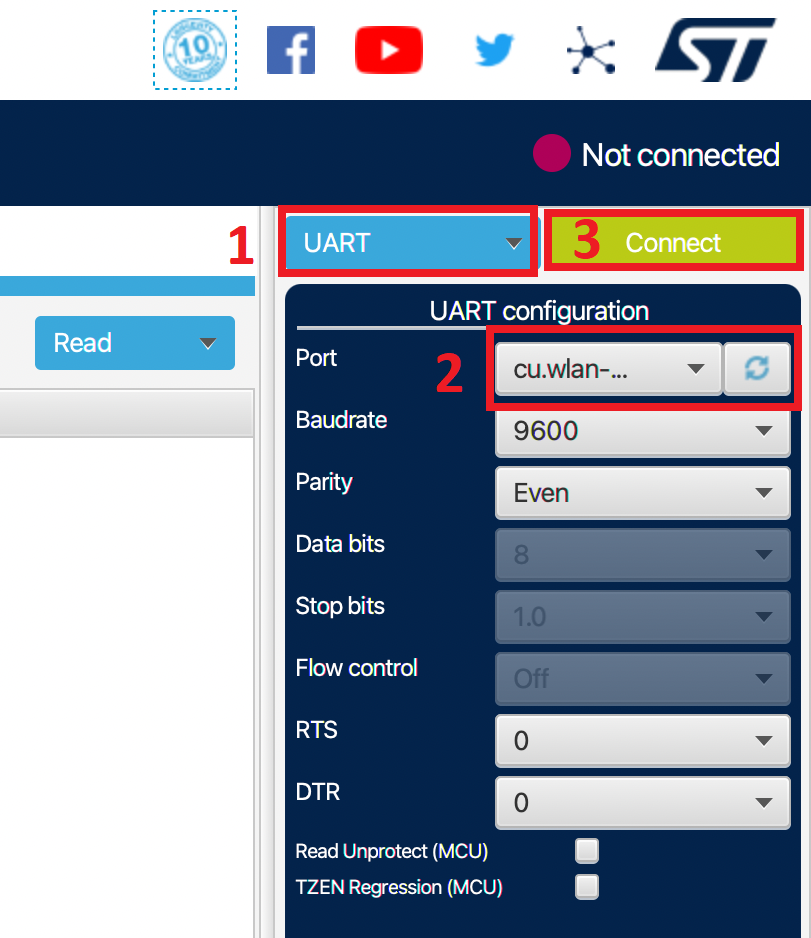 10
YEARS
ST
Not connected
1
UART
3
Connect
Read
UART configuration
Port
2
cu.wlan-...
Baudrate
9600
Parity
Even
Data bits
8
Stop bits
1.0
Flow control
Off
RTS
0
DTR
0
Read Unprotect (MCU)
TZEN Regression (MCU)